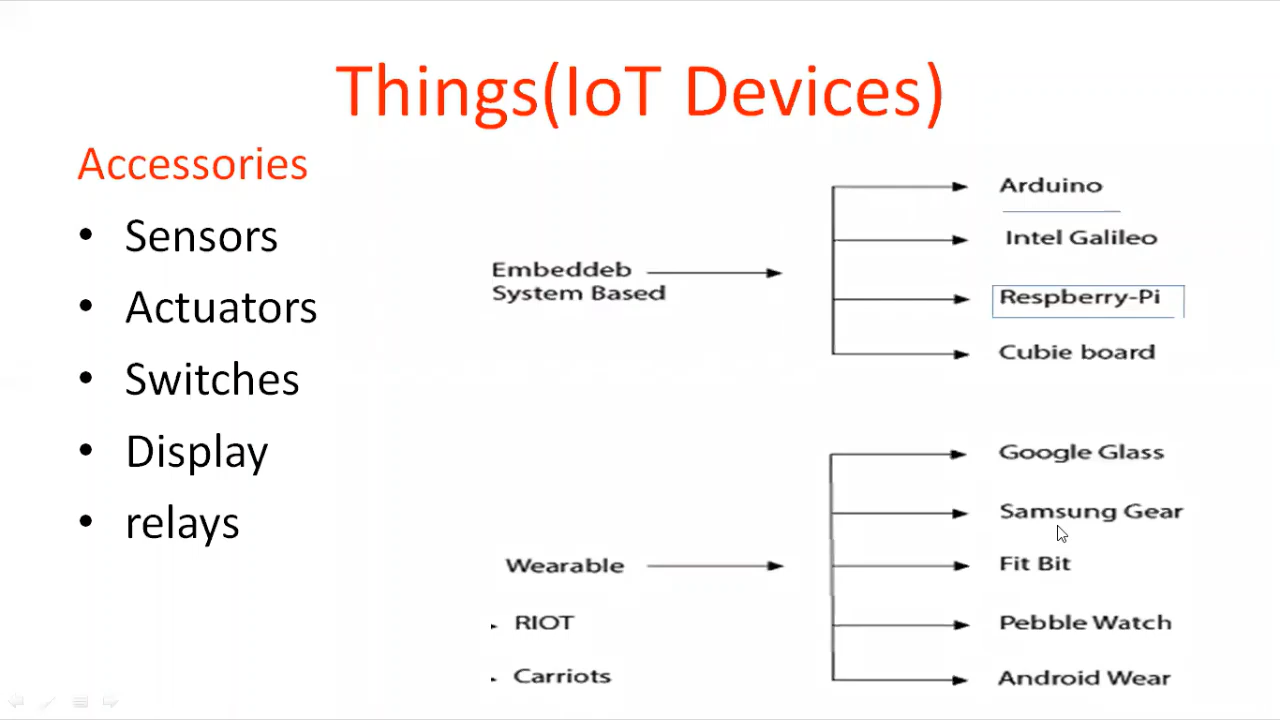 Things(IoT Devices)
Accessories
• Sensors
• Actuators
• Switches
• Display
• relays
Embeddeb
System Based
Arduino
Intel Galileo
Respberry-Pi
Cubie board
Wearable
RIOT
Carriots
Google Glass
Samsung Gear
Fit Bit
Pebble Watch
Android Wear